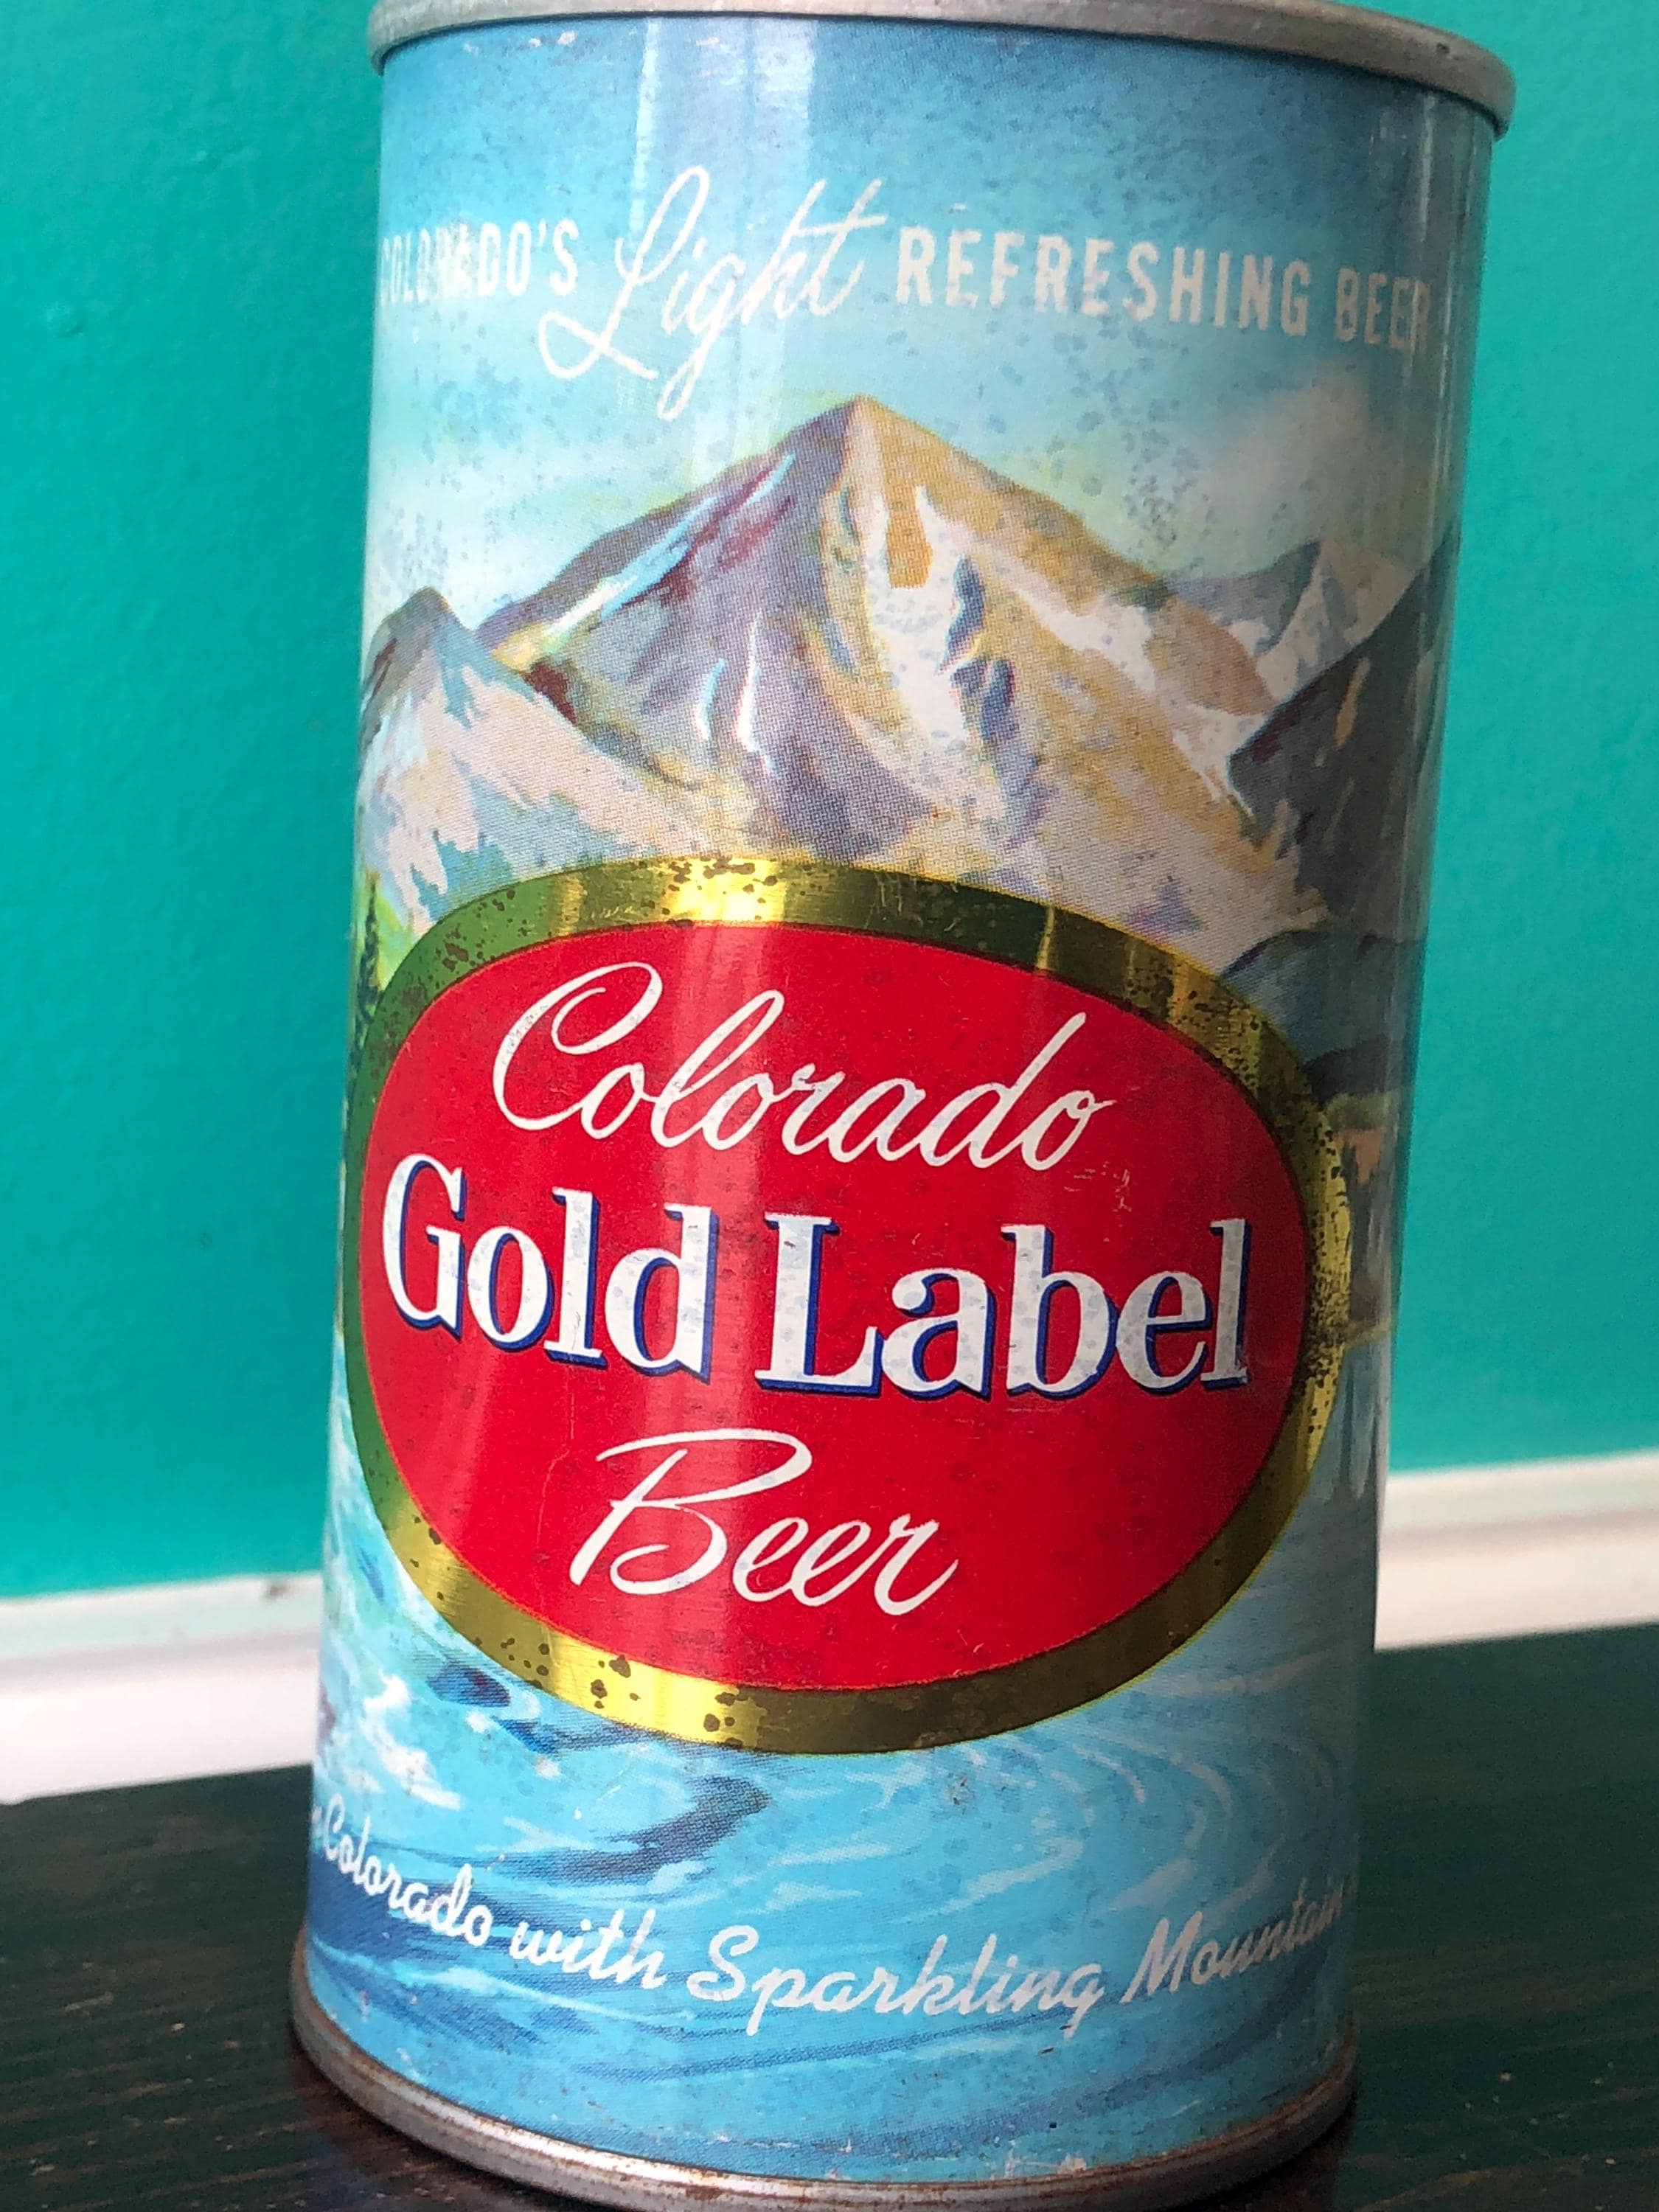 COLORADO'S Light REFRESHING BEER
Colorado
Gold Label
Beer
Colorado with Sparkling Mountain